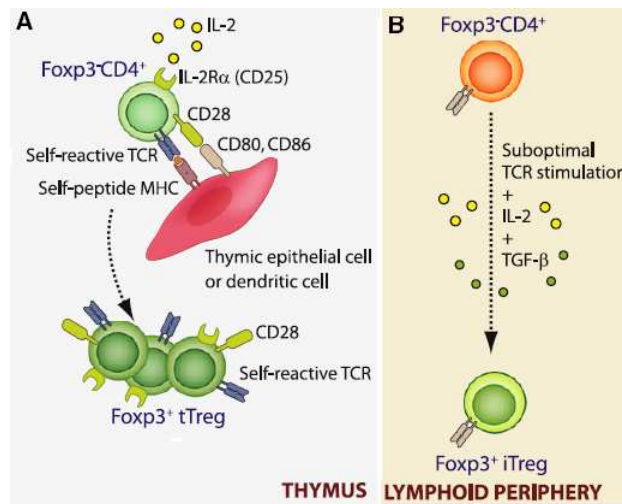 A
IL-2
Foxp3-CD4+
IL-2Rα (CD25)
CD28
CD80, CD86
Self-reactive TCR
Self-peptide MHC
Thymic epithelial cell
or dendritic cell
CD28
Self-reactive TCR
Foxp3+ tTreg
THYMUS
B
Foxp3-CD4+
Suboptimal
TCR stimulation
+
IL-2
+
TGF-β
Foxp3+ iTreg
LYMPHOID PERIPHERY